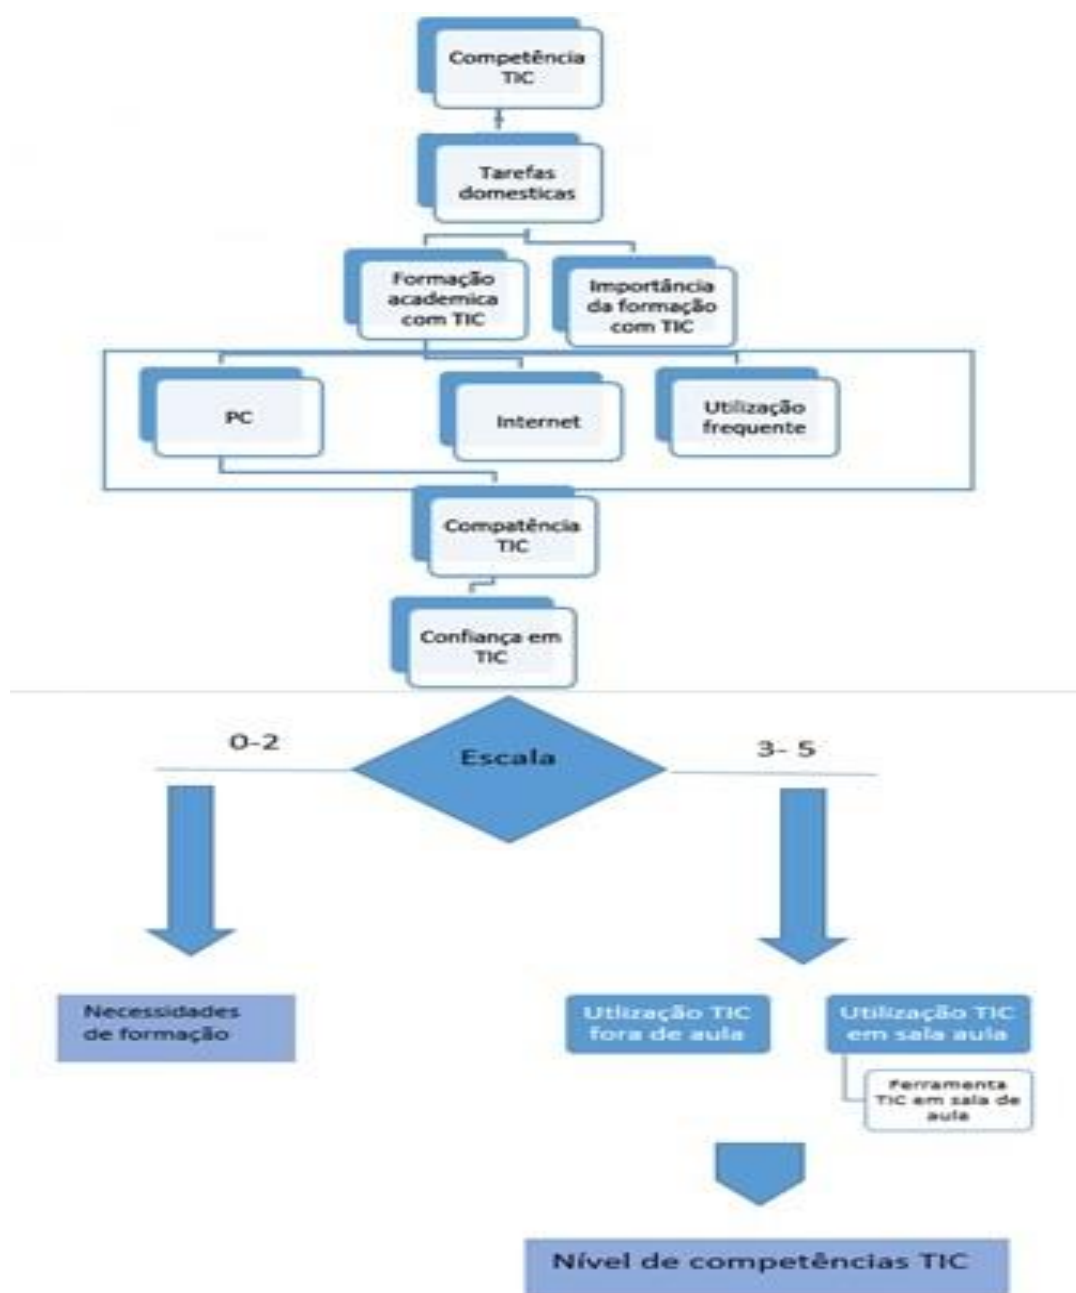 Competência
TIC
Tarefas
domesticas
Formação
academica
com TIC
Importância
da formação
com TIC
PC
Internet
Utilização
frequente
Compatência
TIC
Confiança em
TIC
0-2
Escala
3- 5
Necessidades
de formação
Utlização TIC
fora de aula
Utilização TIC
em sala aula
Ferramenta
TIC em sala de
aula
Nível de competências TIC